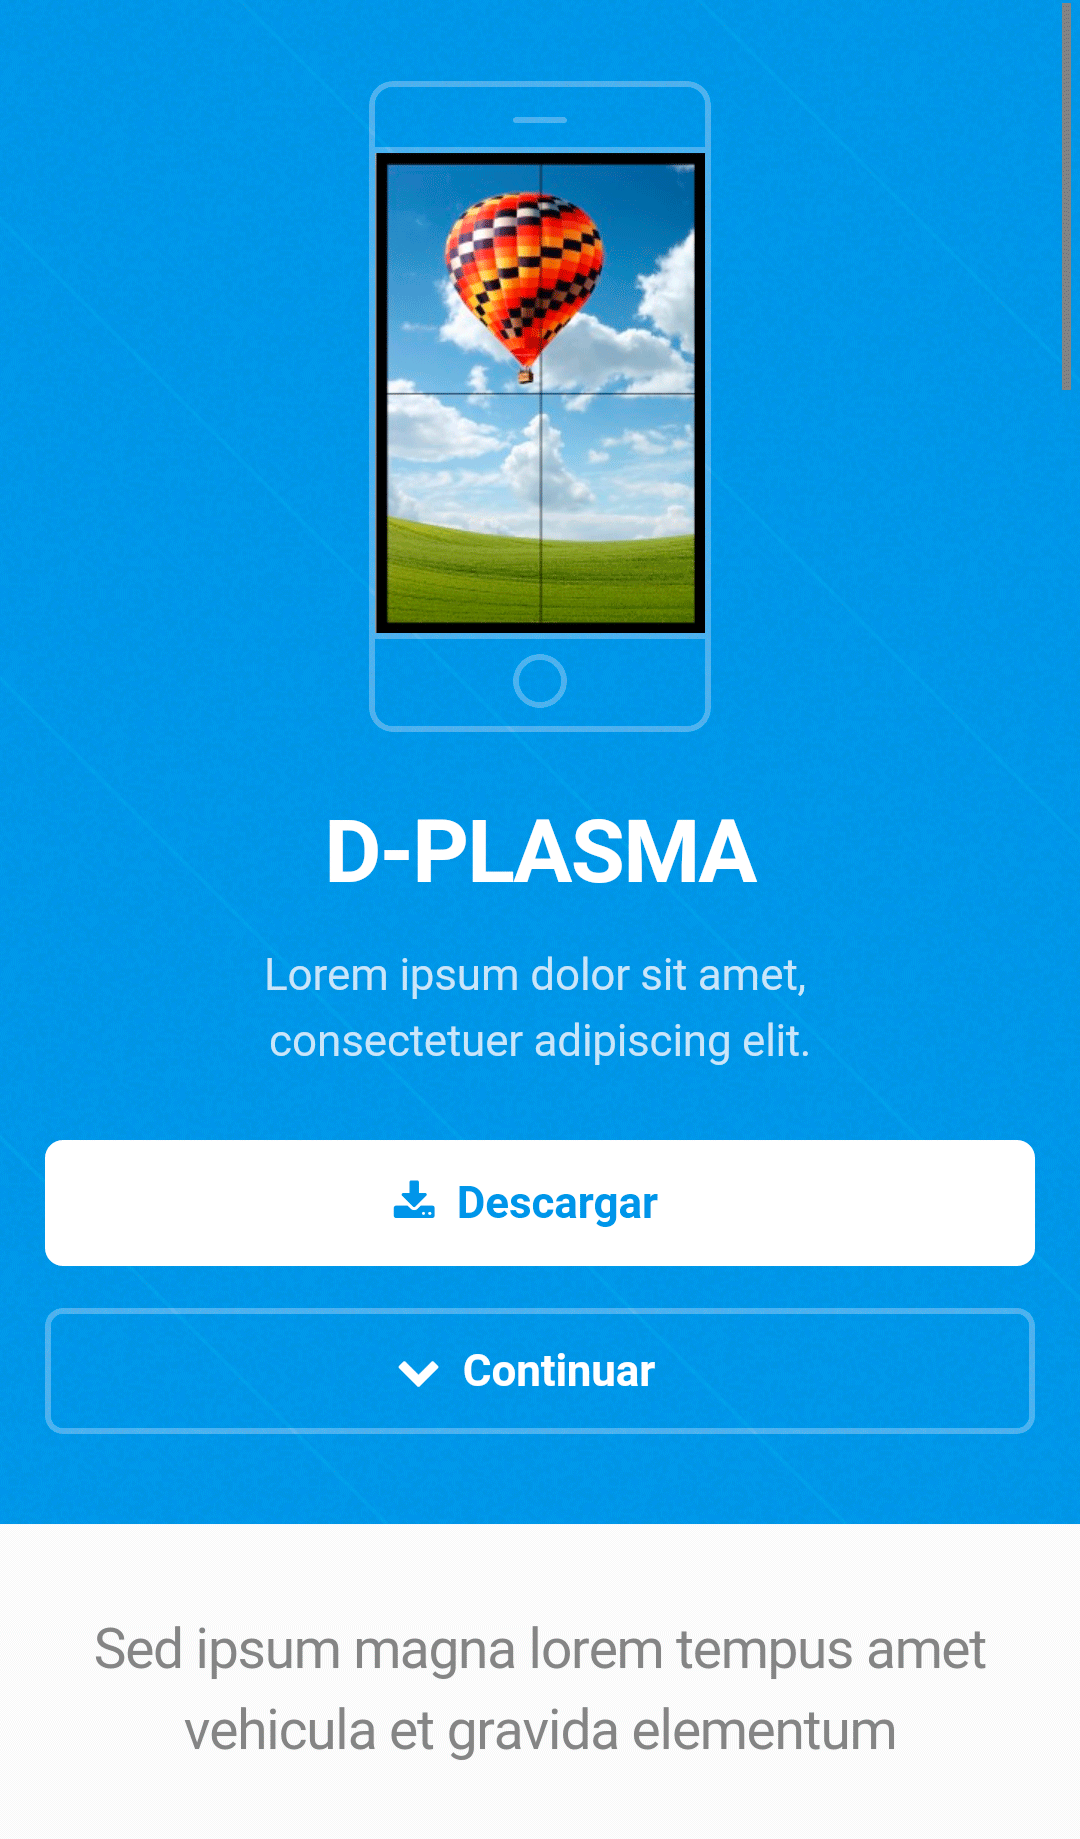 D-PLASMA
Lorem ipsum dolor sit amet,
consectetuer adipiscing elit.
Descargar
Continuar
Sed ipsum magna lorem tempus amet
vehicula et gravida elementum